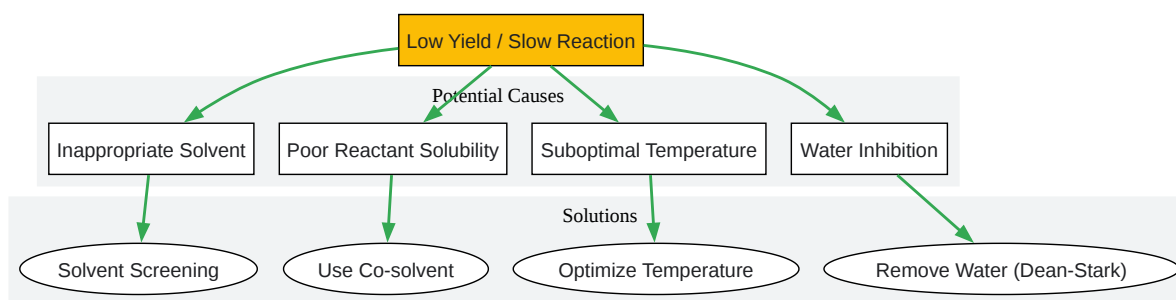 Low Yield / Slow Reaction
Potential Causes
Inappropriate Solvent
Poor Reactant Solubility
Suboptimal Temperature
Water Inhibition
Solutions
Solvent Screening
Use Co-solvent
Optimize Temperature
Remove Water (Dean-Stark)